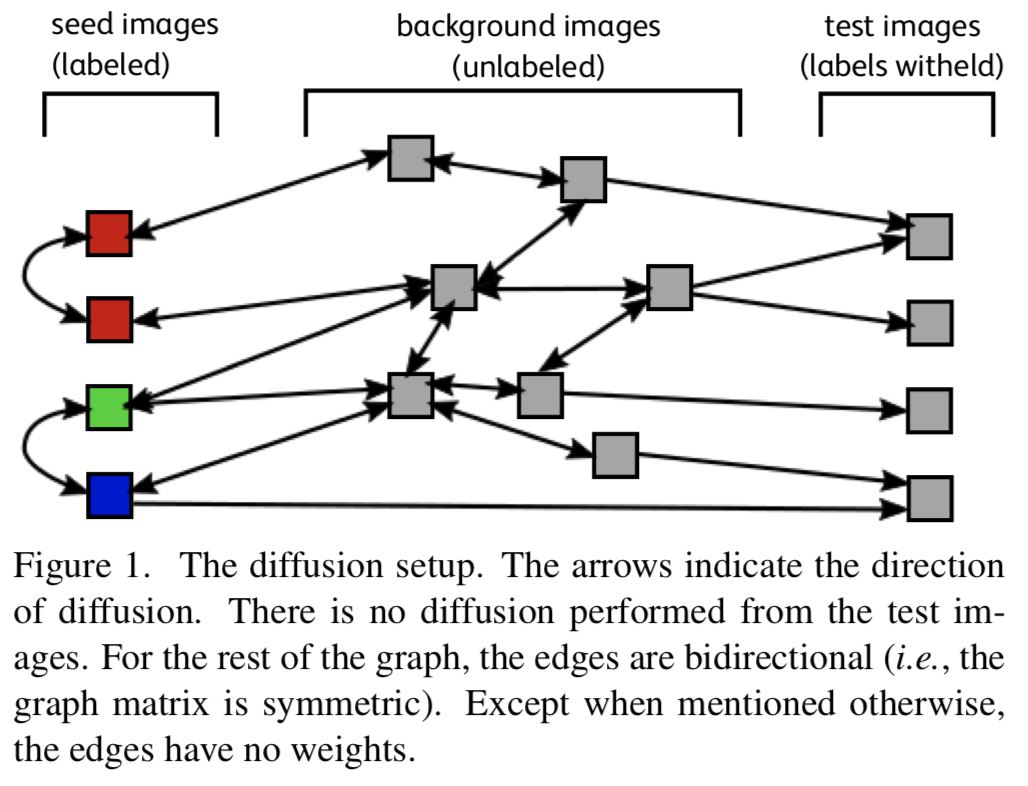 seed images
(labeled)
background images
(unlabeled)
test images
(labels witheld)
Figure 1. The diffusion setup. The arrows indicate the direction
of diffusion. There is no diffusion performed from the test im-
ages. For the rest of the graph, the edges are bidirectional (i.e., the
graph matrix is symmetric). Except when mentioned otherwise,
the edges have no weights.